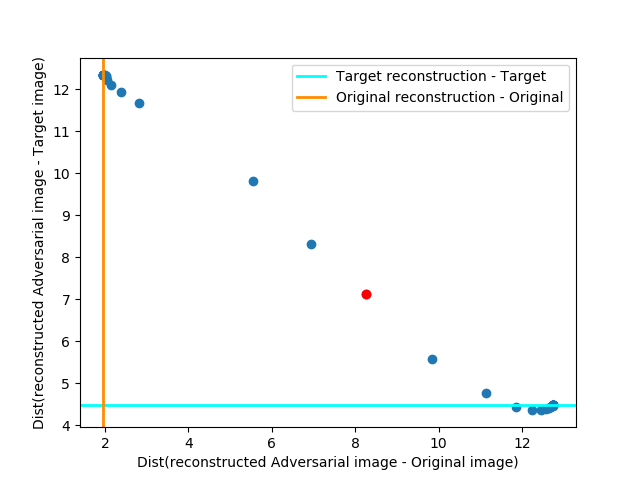 Target reconstruction - Target
Original reconstruction - Original
12
11
10
9
8
7
6
5
4
Dist(reconstructed Adversarial image - Target image)
2 4 6 8 10 12
Dist(reconstructed Adversarial image - Original image)